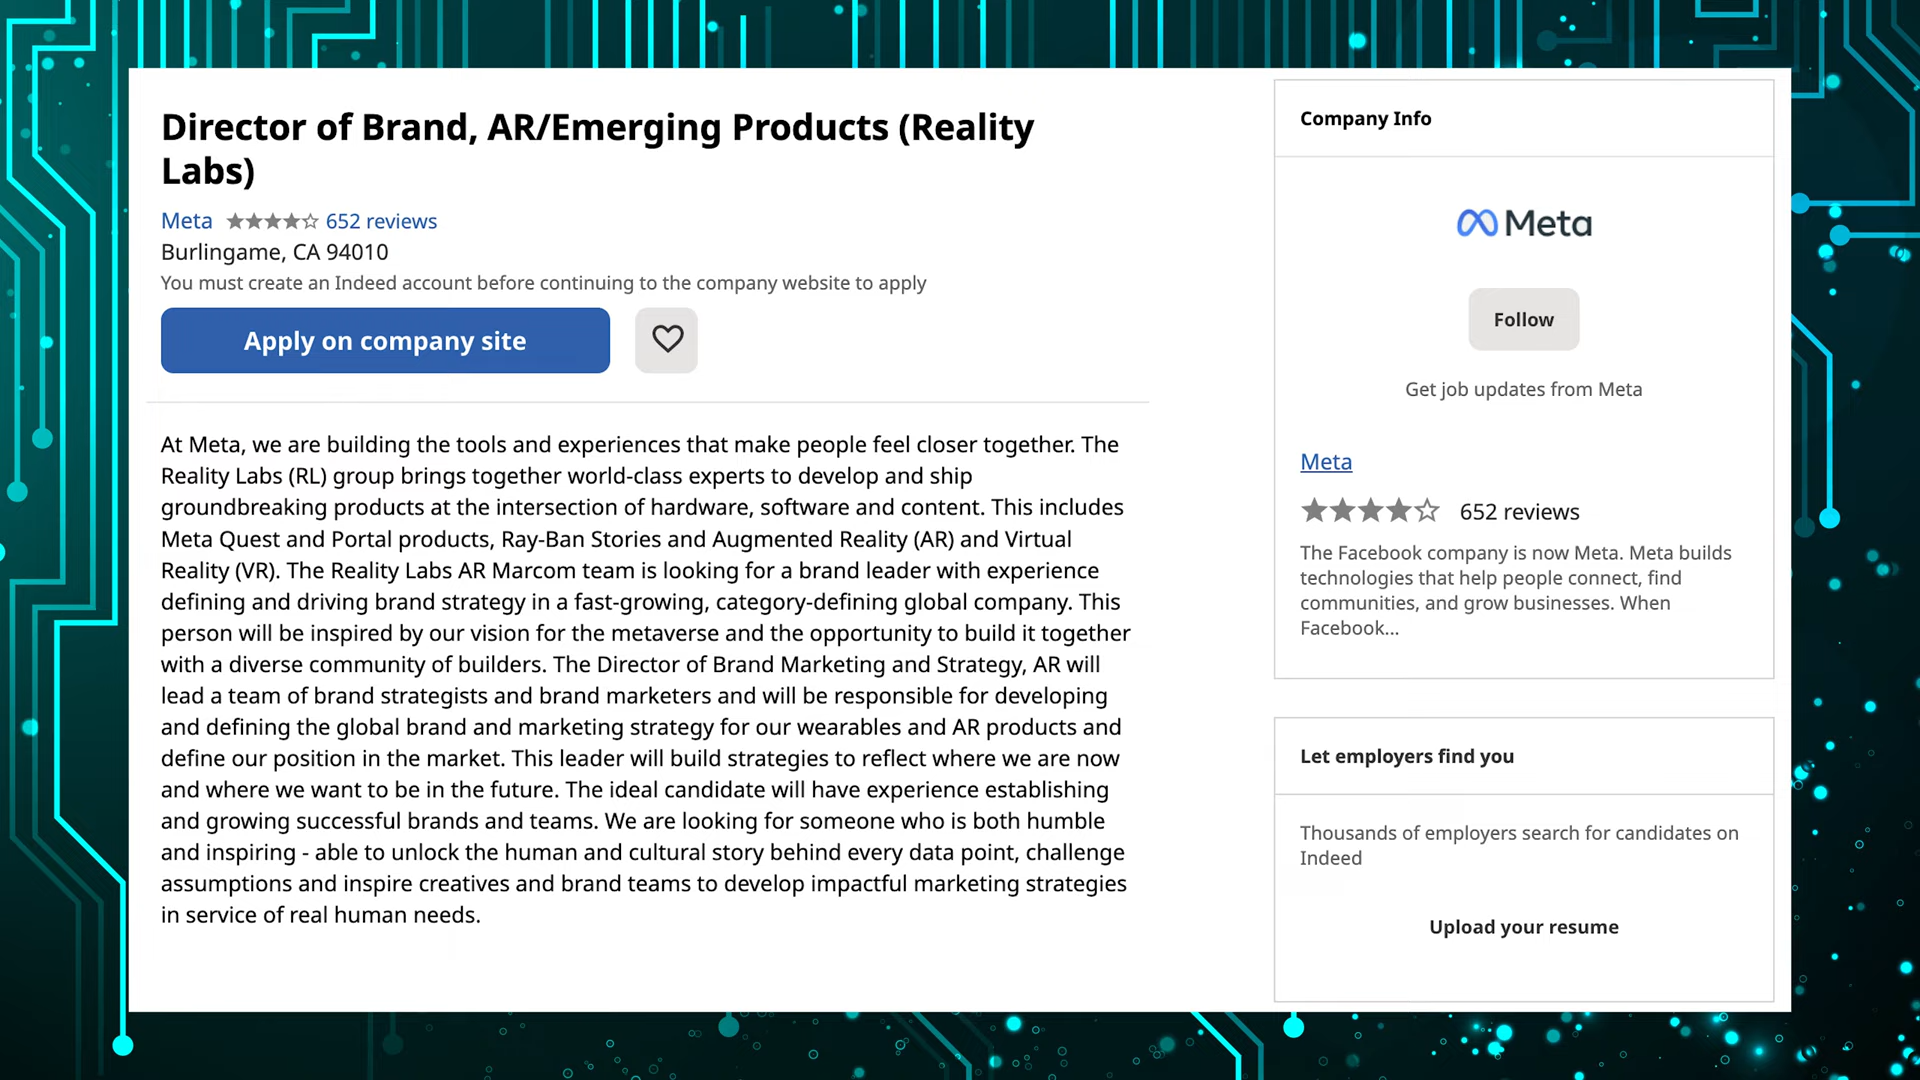 Director of Brand, AR/Emerging Products (Reality
Labs)
Meta ★★★★☆ 652 reviews
Burlingame, CA 94010
You must create an Indeed account before continuing to the company website to apply
Apply on company site
At Meta, we are building the tools and experiences that make people feel closer together. The
Reality Labs (RL) group brings together world-class experts to develop and ship
groundbreaking products at the intersection of hardware, software and content. This includes
Meta Quest and Portal products, Ray-Ban Stories and Augmented Reality (AR) and Virtual
Reality (VR). The Reality Labs AR Marcom team is looking for a brand leader with experience
defining and driving brand strategy in a fast-growing, category-defining global company. This
person will be inspired by our vision for the metaverse and the opportunity to build it together
with a diverse community of builders. The Director of Brand Marketing and Strategy, AR will
lead a team of brand strategists and brand marketers and will be responsible for developing
and defining the global brand and marketing strategy for our wearables and AR products and
define our position in the market. This leader will build strategies to reflect where we are now
and where we want to be in the future. The ideal candidate will have experience establishing
and growing successful brands and teams. We are looking for someone who is both humble
and inspiring - able to unlock the human and cultural story behind every data point, challenge
assumptions and inspire creatives and brand teams to develop impactful marketing strategies
in service of real human needs.
Company Info
Meta
Follow
Get job updates from Meta
Meta
★★★★☆ 652 reviews
The Facebook company is now Meta. Meta builds
technologies that help people connect, find
communities, and grow businesses. When
Facebook...
Let employers find you
Thousands of employers search for candidates on
Indeed
Upload your resume